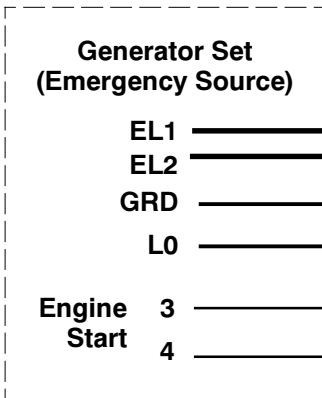 Generator Set
(Emergency Source)
EL1
EL2
GRD
L0
Engine 3
Start
4